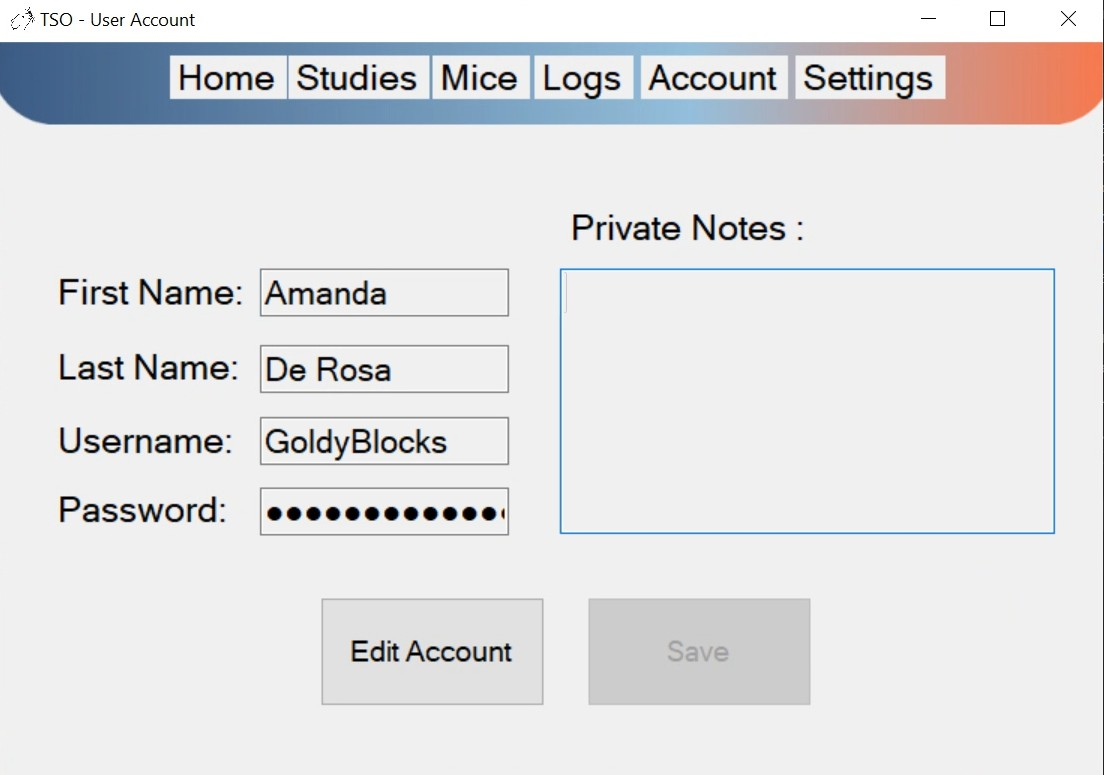 TSO - User Account
Home Studies Mice Logs Account Settings
Private Notes :
First Name: Amanda
Last Name: De Rosa
Username: GoldyBlocks
Password: ●●●●●●●●●●●●●
Edit Account Save